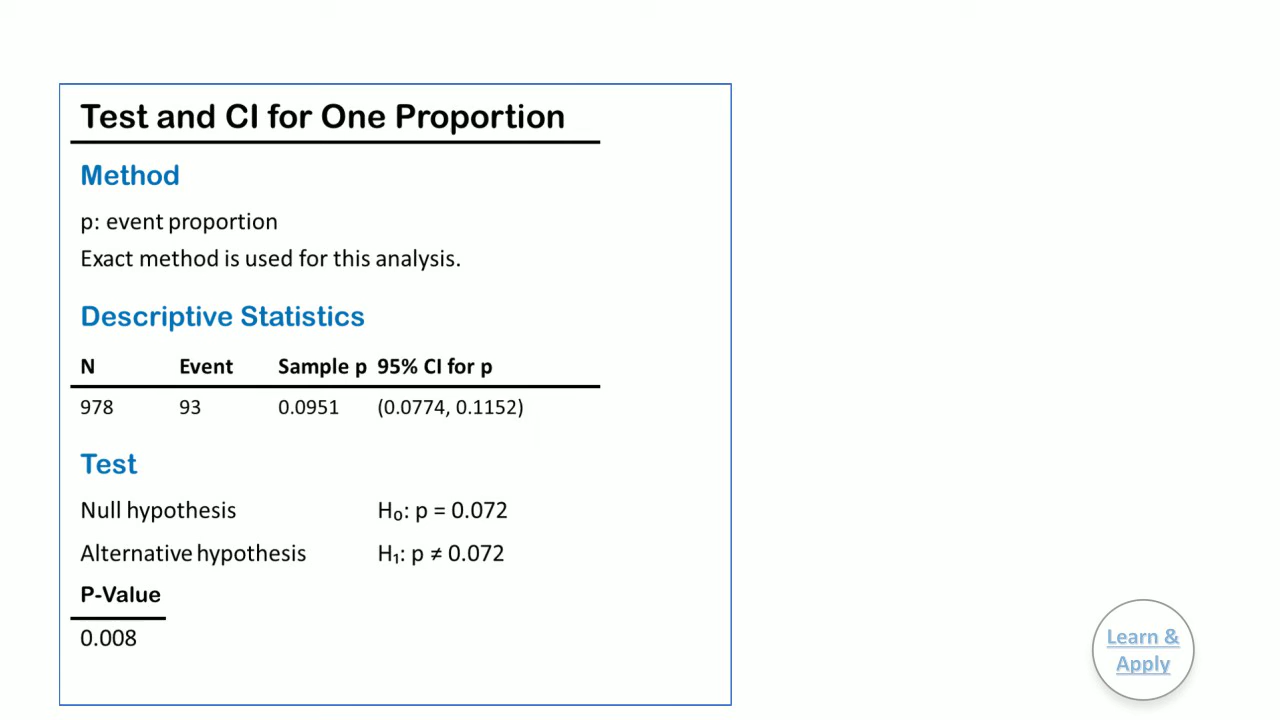 Test and CI for One Proportion
Method
p: event proportion
Exact method is used for this analysis.
Descriptive Statistics
N Event Sample p 95% CI for p
978 93 0.0951 (0.0774, 0.1152)
Test
Null hypothesis H₀: p = 0.072
Alternative hypothesis H₁: p ≠ 0.072
P-Value
0.008
Learn &
Apply